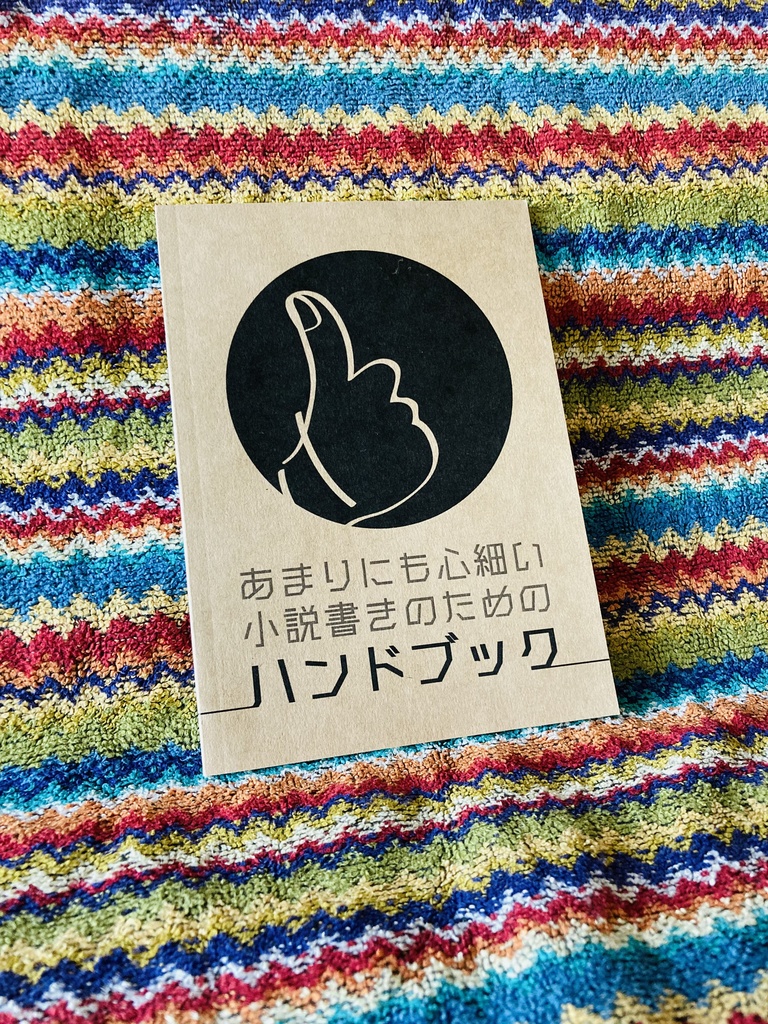 あまりにも心細い
小説書きのための
ハンドブック